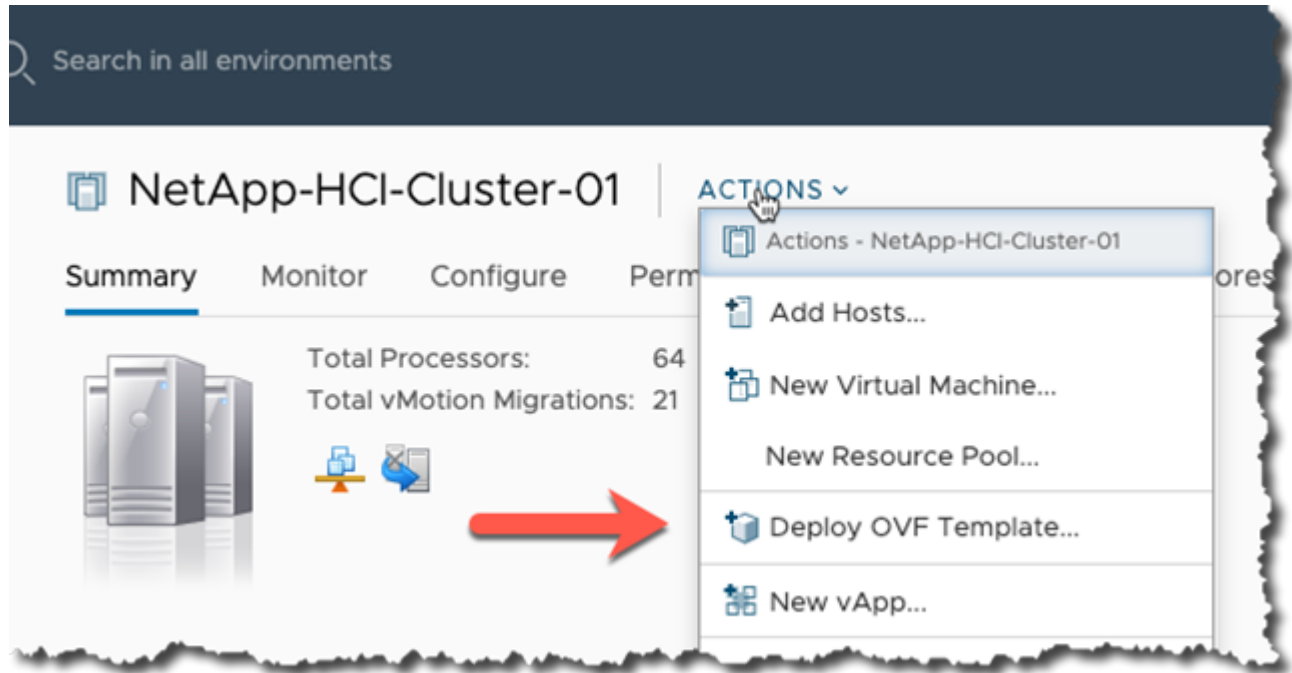 Search in all environments
NetApp-HCI-Cluster-01 ACTIONS
Actions - NetApp-HCI-Cluster-01
Summary Monitor Configure
Add Hosts...
Total Processors: 64
New Virtual Machine...
Total vMotion Migrations: 21
New Resource Pool...
Deploy OVF Template...
New vApp...